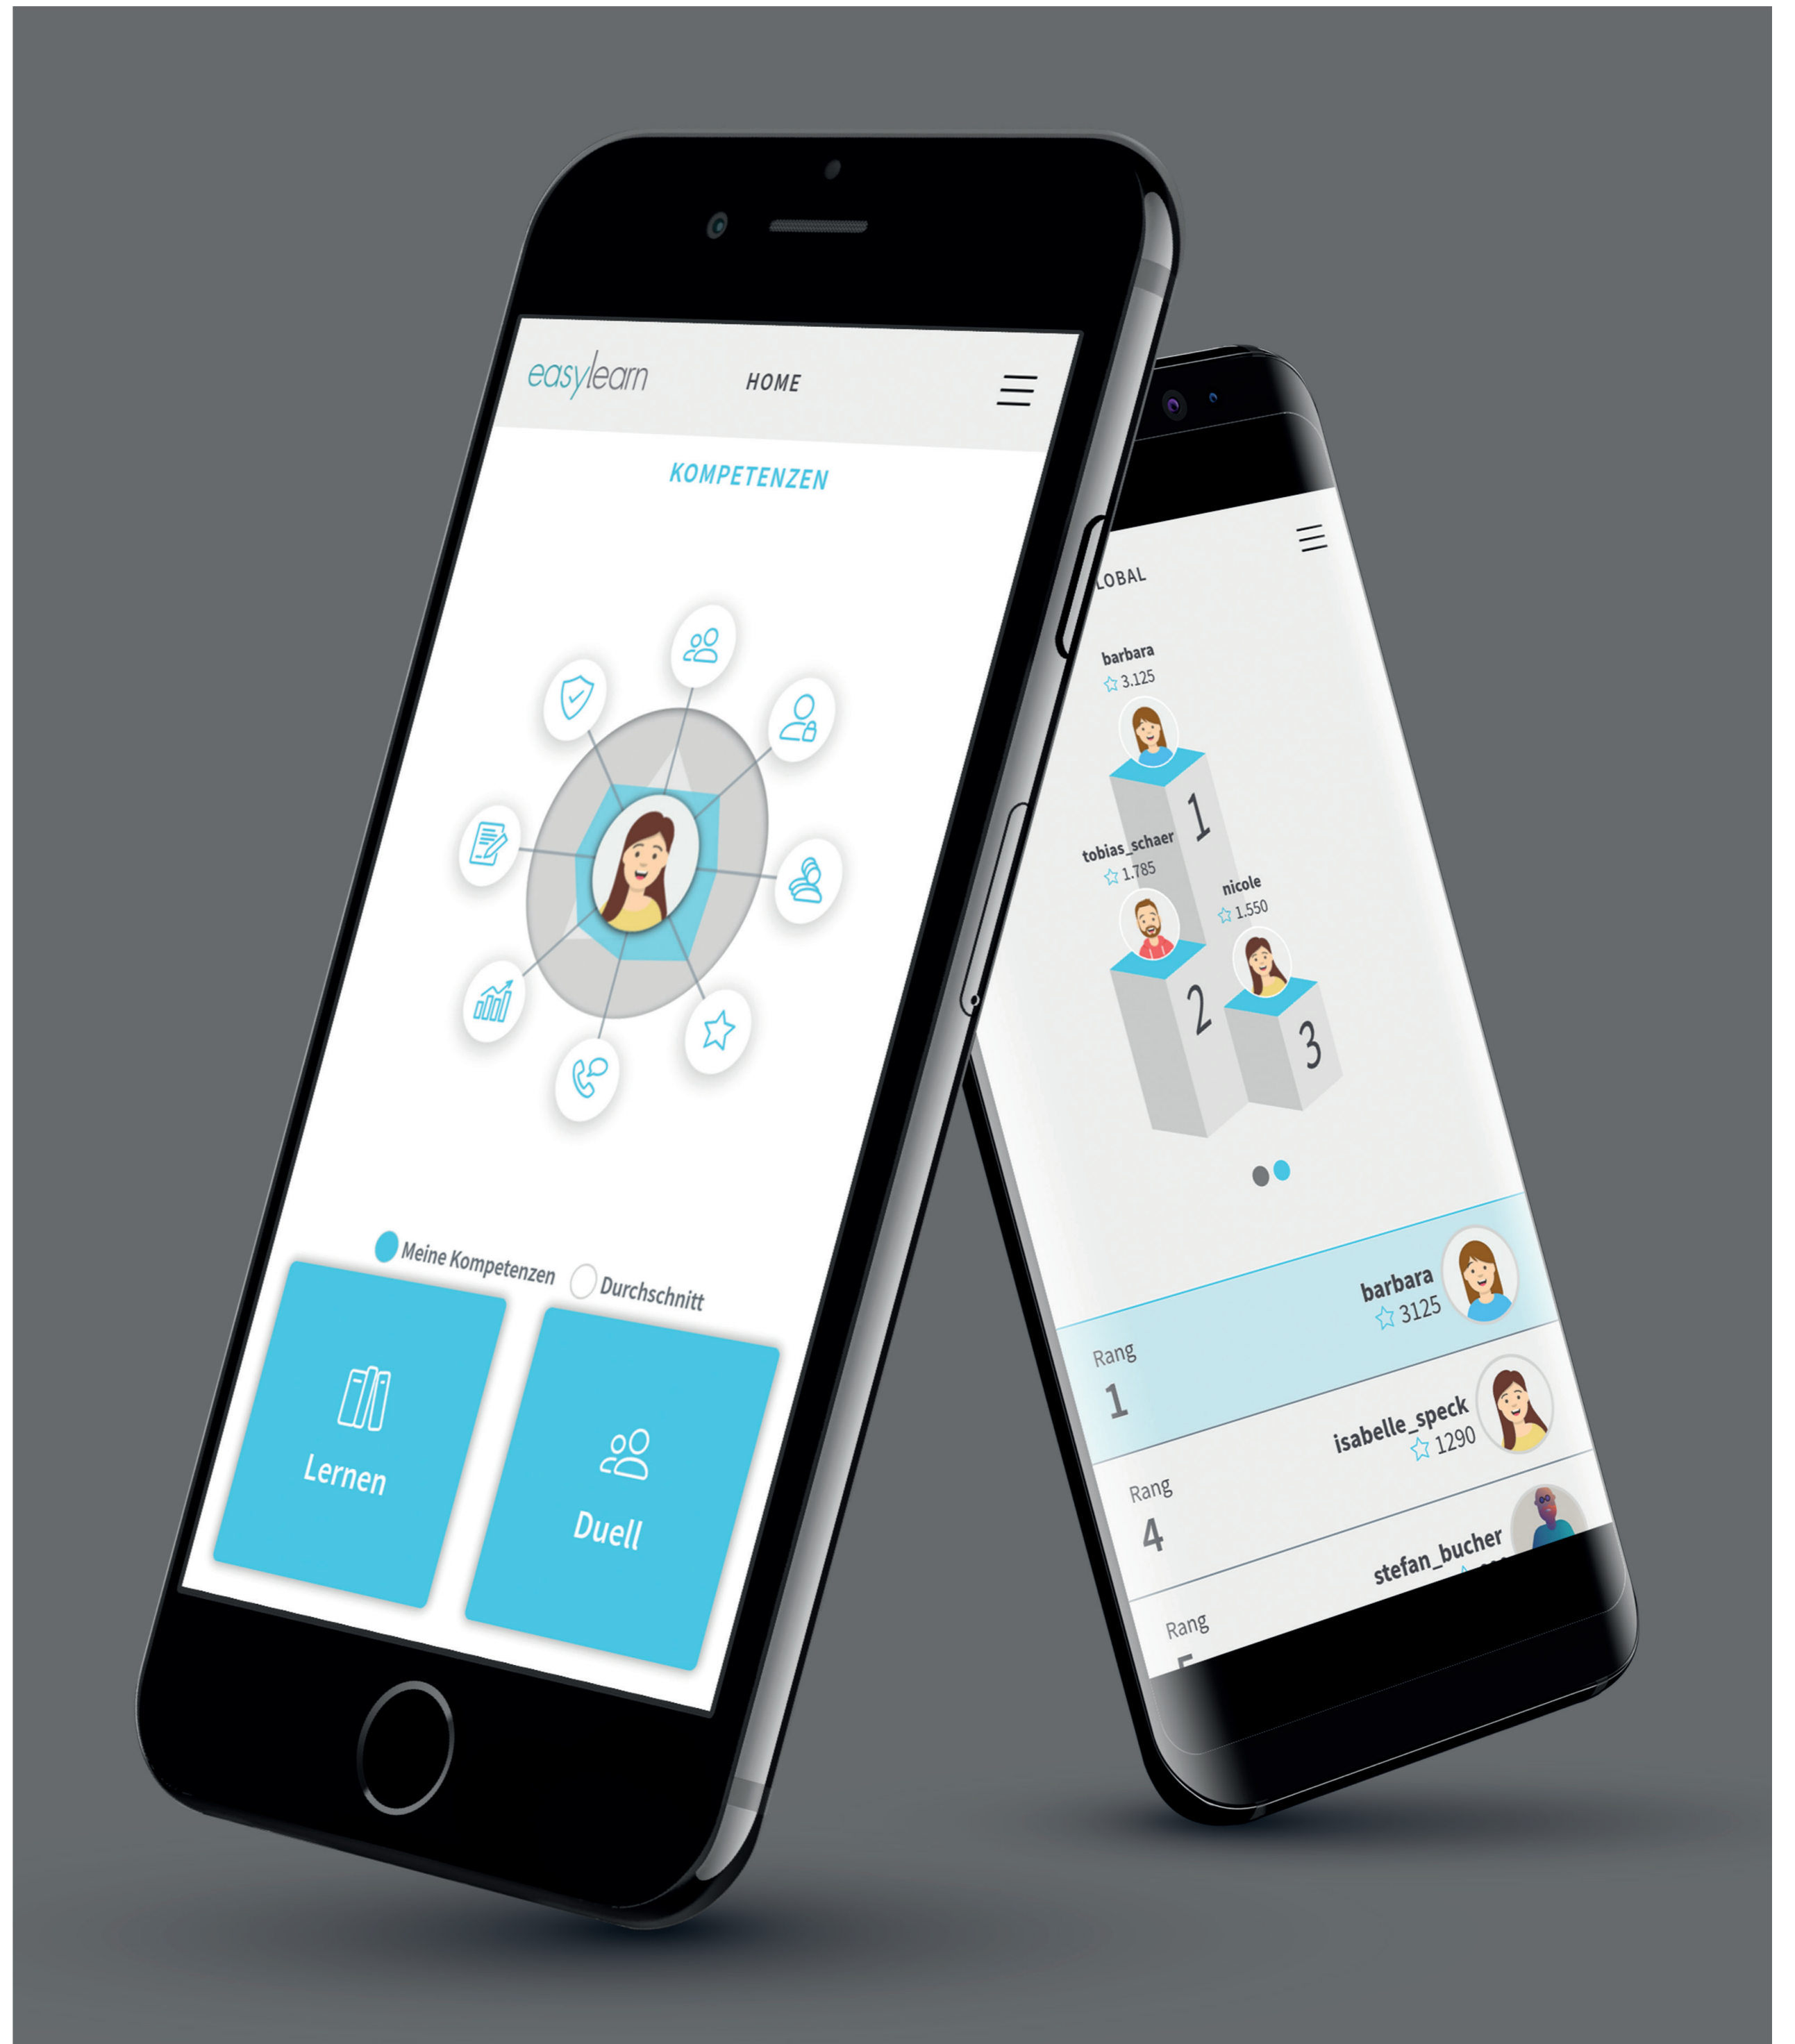 easylearn
HOME
KOMPETENZEN
Meine Kompetenzen
Durchschnitt
Lernen
Duell
LOBAL
barbara
3.125
1
tobias_schaer
1.785
2
nicole
1.550
3
barbara
3125
Rang
1
isabelle_speck
1290
Rang
4
stefan_bucher
Rang